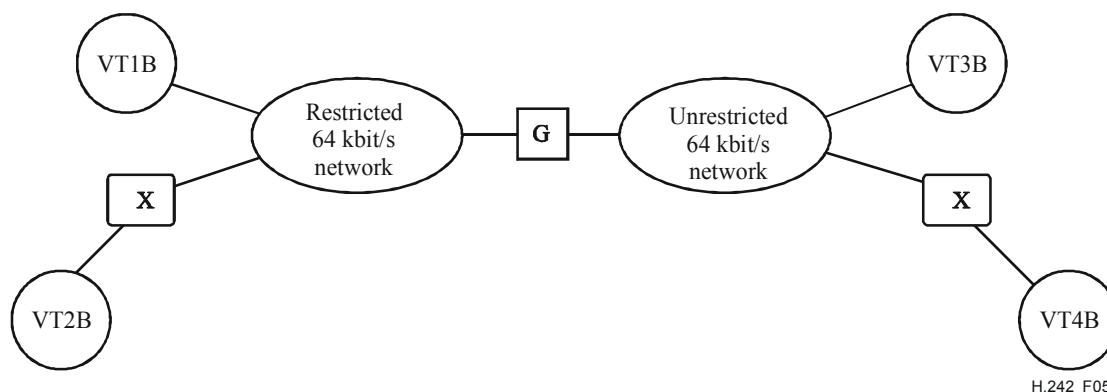 VT1B
VT3B
Restricted
64 kbit/s
network
G
Unrestricted
64 kbit/s
network
X
X
VT2B
VT4B
H.242_F05